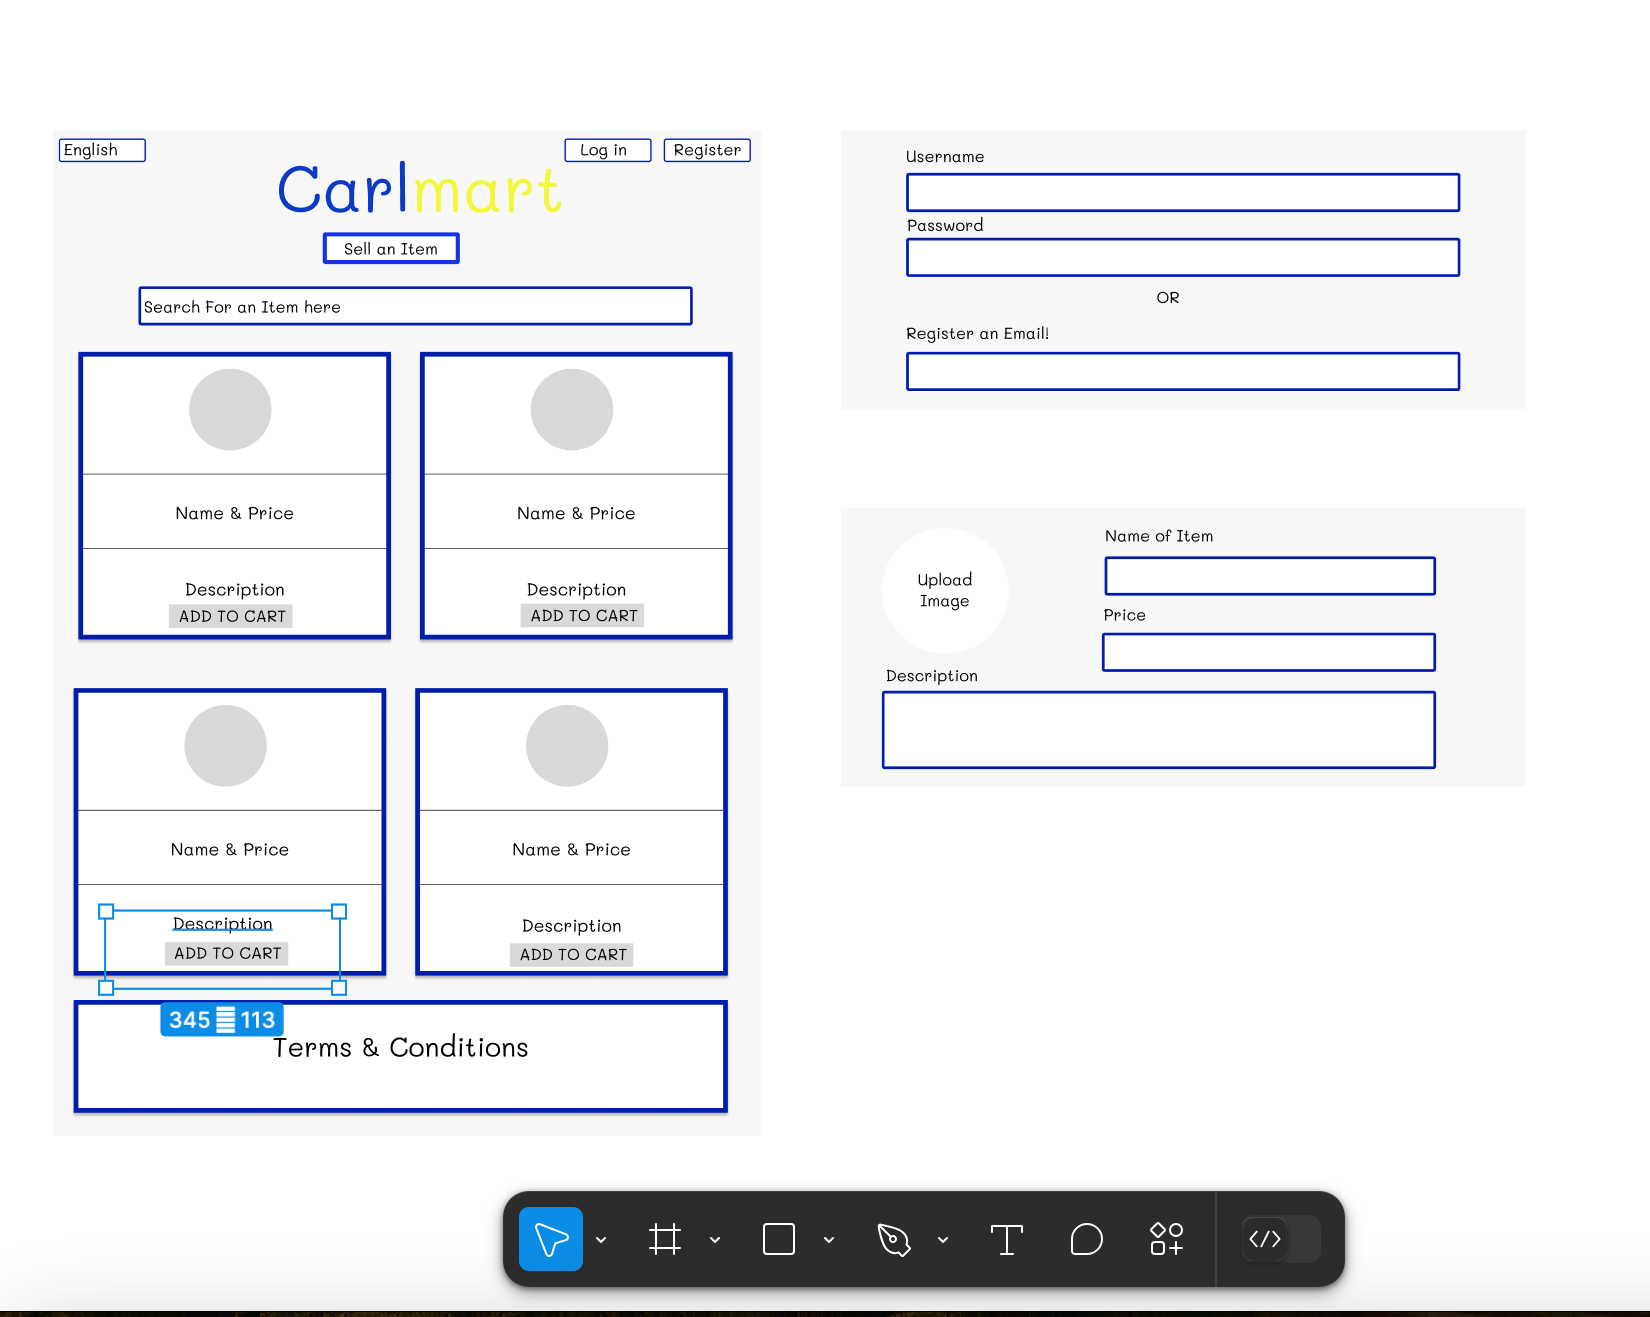 English
Log in
Register
Carlmart
Sell an Item
Search For an Item here
Name & Price
Name & Price
Description
Description
ADD TO CART
ADD TO CART
Name & Price
Name & Price
Description
Description
ADD TO CART
ADD TO CART
345
113
Terms & Conditions
Username
Password
OR
Register an Email!
Upload
Image
Name of Item
Price
Description